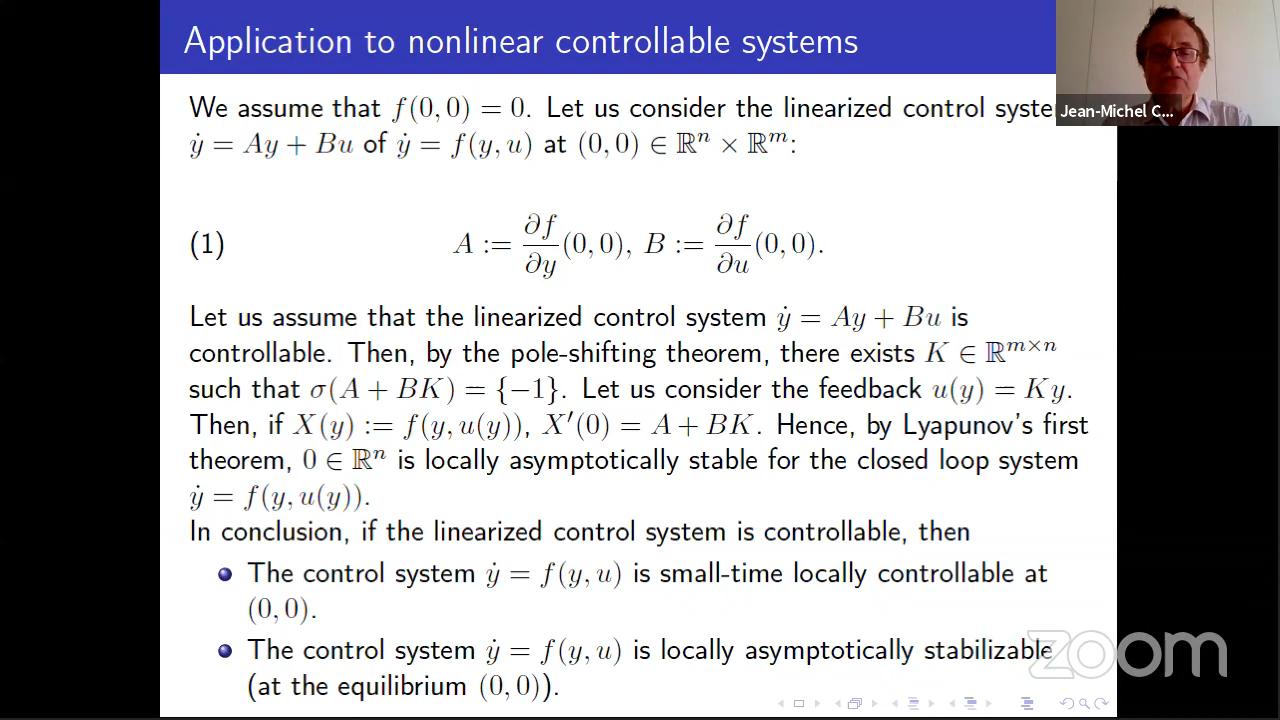 Application to nonlinear controllable systems
Jean-Michel C...
We assume that f(0, 0) = 0. Let us consider the linearized control
ẏ = Ay + Bu of ẏ = f(y, u) at (0, 0) ∈ ℝⁿ × ℝᵐ:
(1) A := ∂f/∂y (0, 0), B := ∂f/∂u (0, 0).
Let us assume that the linearized control system ẏ = Ay + Bu is
controllable. Then, by the pole-shifting theorem, there exists K ∈ ℝᵐˣⁿ
such that σ(A + BK) = {−1}. Let us consider the feedback u(y) = Ky.
Then, if X(y) := f(y, u(y)), X′(0) = A + BK. Hence, by Lyapunov's first
theorem, 0 ∈ ℝⁿ is locally asymptotically stable for the closed loop system
ẏ = f(y, u(y)).
In conclusion, if the linearized control system is controllable, then
The control system ẏ = f(y, u) is small-time locally controllable at
(0, 0).
The control system ẏ = f(y, u) is locally asymptotically stabilizable
(at the equilibrium (0, 0)).
zoom